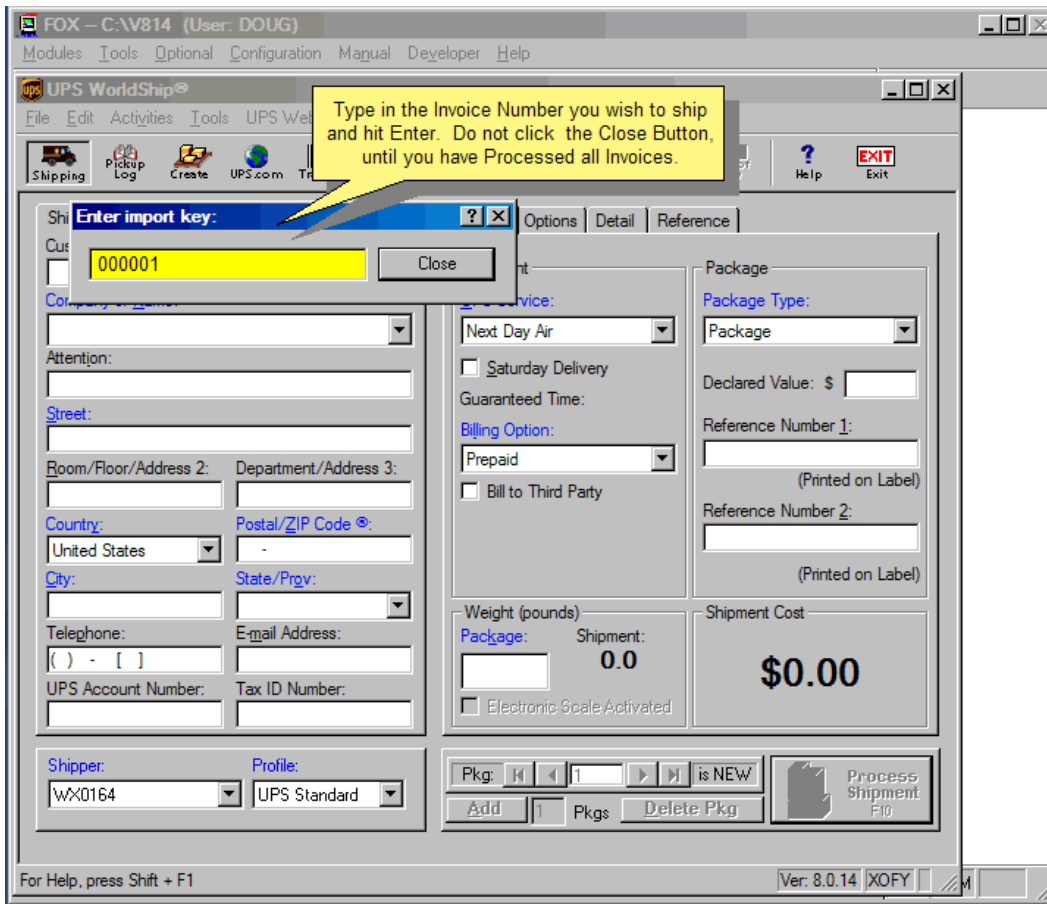 FOX – C:\V814 (User: DOUG)
Modules Tools Optional Configuration Manual Developer Help
UPS WorldShip®
File Edit Activities Tools UPS Web
Type in the Invoice Number you wish to ship
and hit Enter. Do not click the Close Button,
until you have Processed all Invoices.
Shipping
Pickup
Log
Create
UPS.com
Help
EXIT
Exit
Enter import key:
000001
Close
Options Detail Reference
Company or Name:
Attention:
Street:
Room/Floor/Address 2: Department/Address 3:
Country: Postal/ZIP Code ®:
United States -
City: State/Prov:
Telephone: E-mail Address:
( ) - [ ]
UPS Account Number: Tax ID Number:
UPS Service:
Next Day Air
Saturday Delivery
Guaranteed Time:
Billing Option:
Prepaid
Bill to Third Party
Package
Package Type:
Package
Declared Value: $
Reference Number 1:
(Printed on Label)
Reference Number 2:
(Printed on Label)
Weight (pounds)
Package: Shipment:
0.0
Electronic Scale Activated
Shipment Cost
$0.00
Shipper: Profile:
WX0164 UPS Standard
Pkg: 1 is NEW
Add 1 Pkgs Delete Pkg
Process
Shipment
F10
For Help, press Shift + F1
Ver: 8.0.14 XOFY